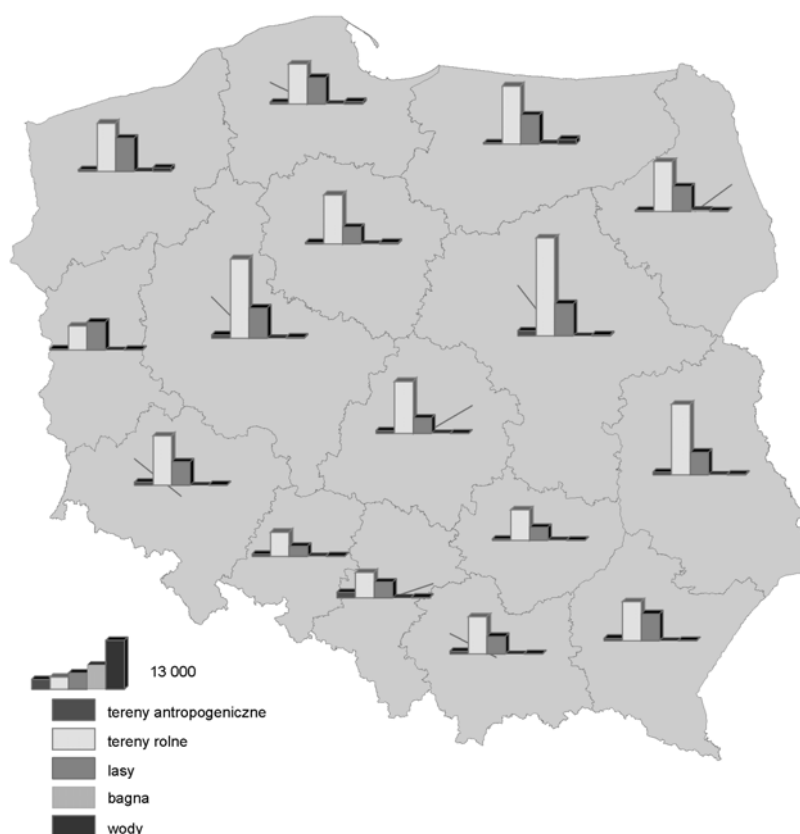 13 000
tereny antropogeniczne
tereny rolne
lasy
bagna
wody